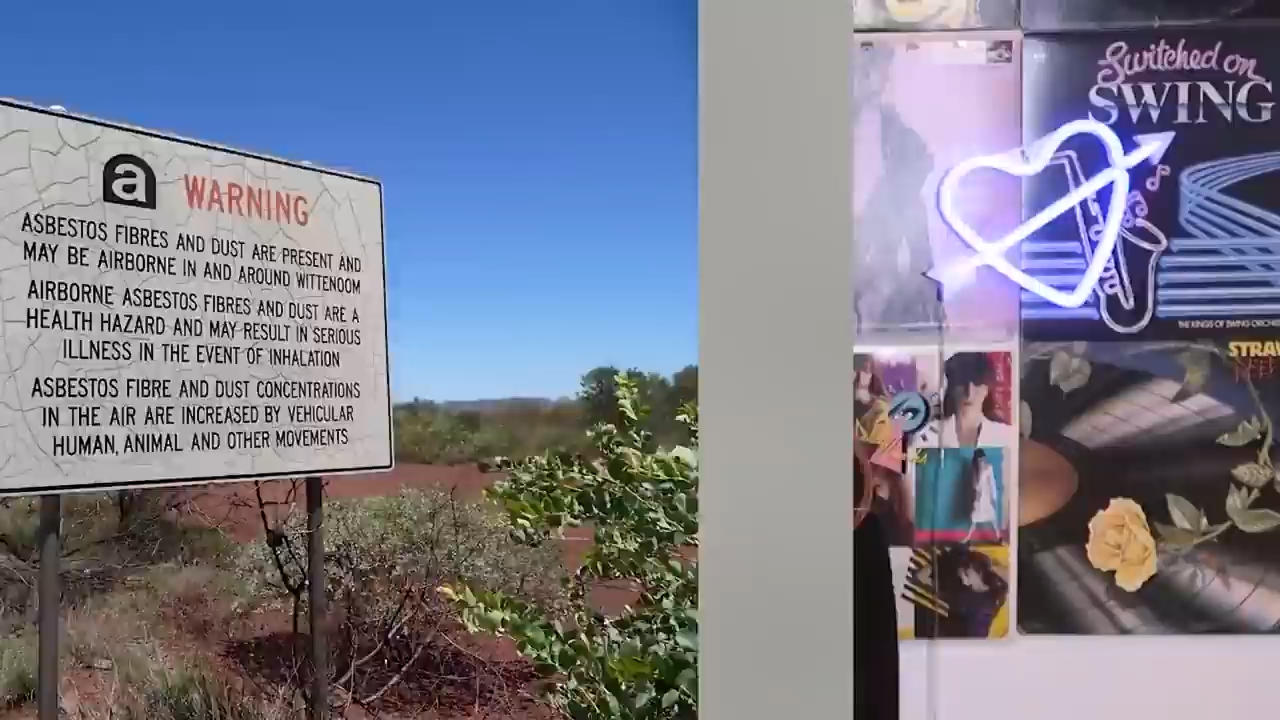 a WARNING
ASBESTOS FIBRES AND DUST ARE PRESENT AND
MAY BE AIRBORNE IN AND AROUND WITTENOOM
AIRBORNE ASBESTOS FIBRES AND DUST ARE A
HEALTH HAZARD AND MAY RESULT IN SERIOUS
ILLNESS IN THE EVENT OF INHALATION
ASBESTOS FIBRE AND DUST CONCENTRATIONS
IN THE AIR ARE INCREASED BY VEHICULAR
HUMAN, ANIMAL AND OTHER MOVEMENTS
Switched on
SWING
THE KINGS OF SWING